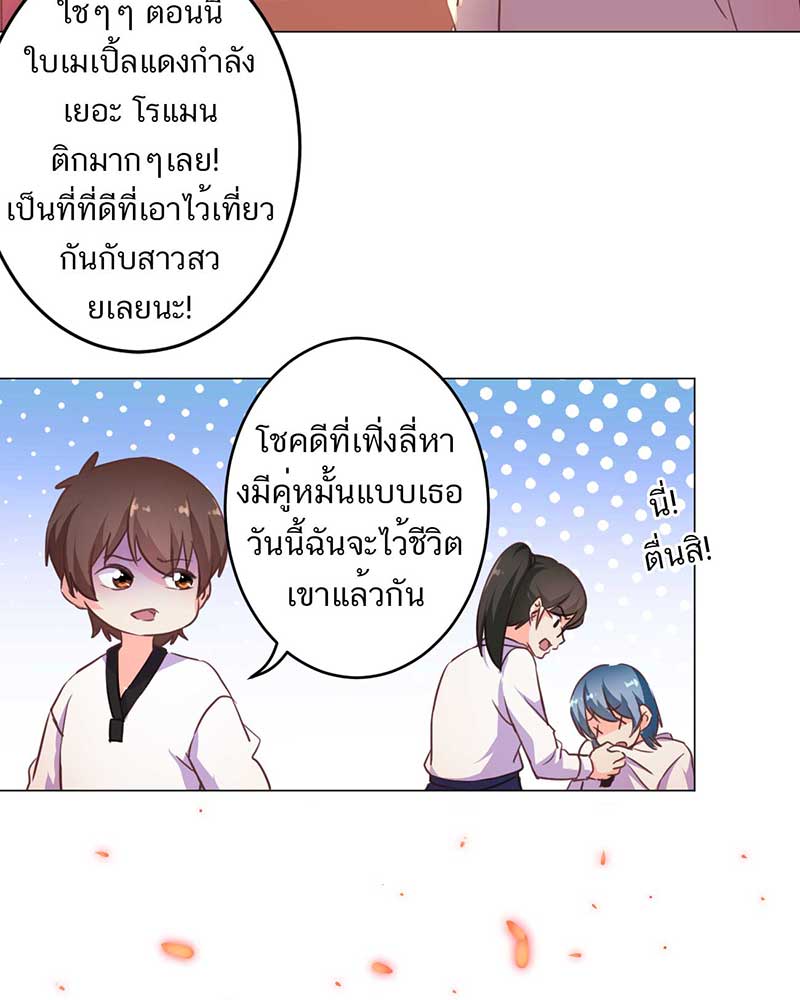 ใช่ๆๆ ตอนนี้
ใบเมเปิ้ลแดงกำลัง
เยอะ โรแมน
ติกมากๆเลย!
เป็นที่ที่ดีที่เอาไว้เที่ยว
กันกับสาวสว
ยเลยนะ!
โชคดีที่เฟิ่งลี่หา
งมีคู่หมั้นแบบเธอ
วันนี้ฉันจะไว้ชีวิต
เขาแล้วกัน
นี่!
ตื่นสิ!